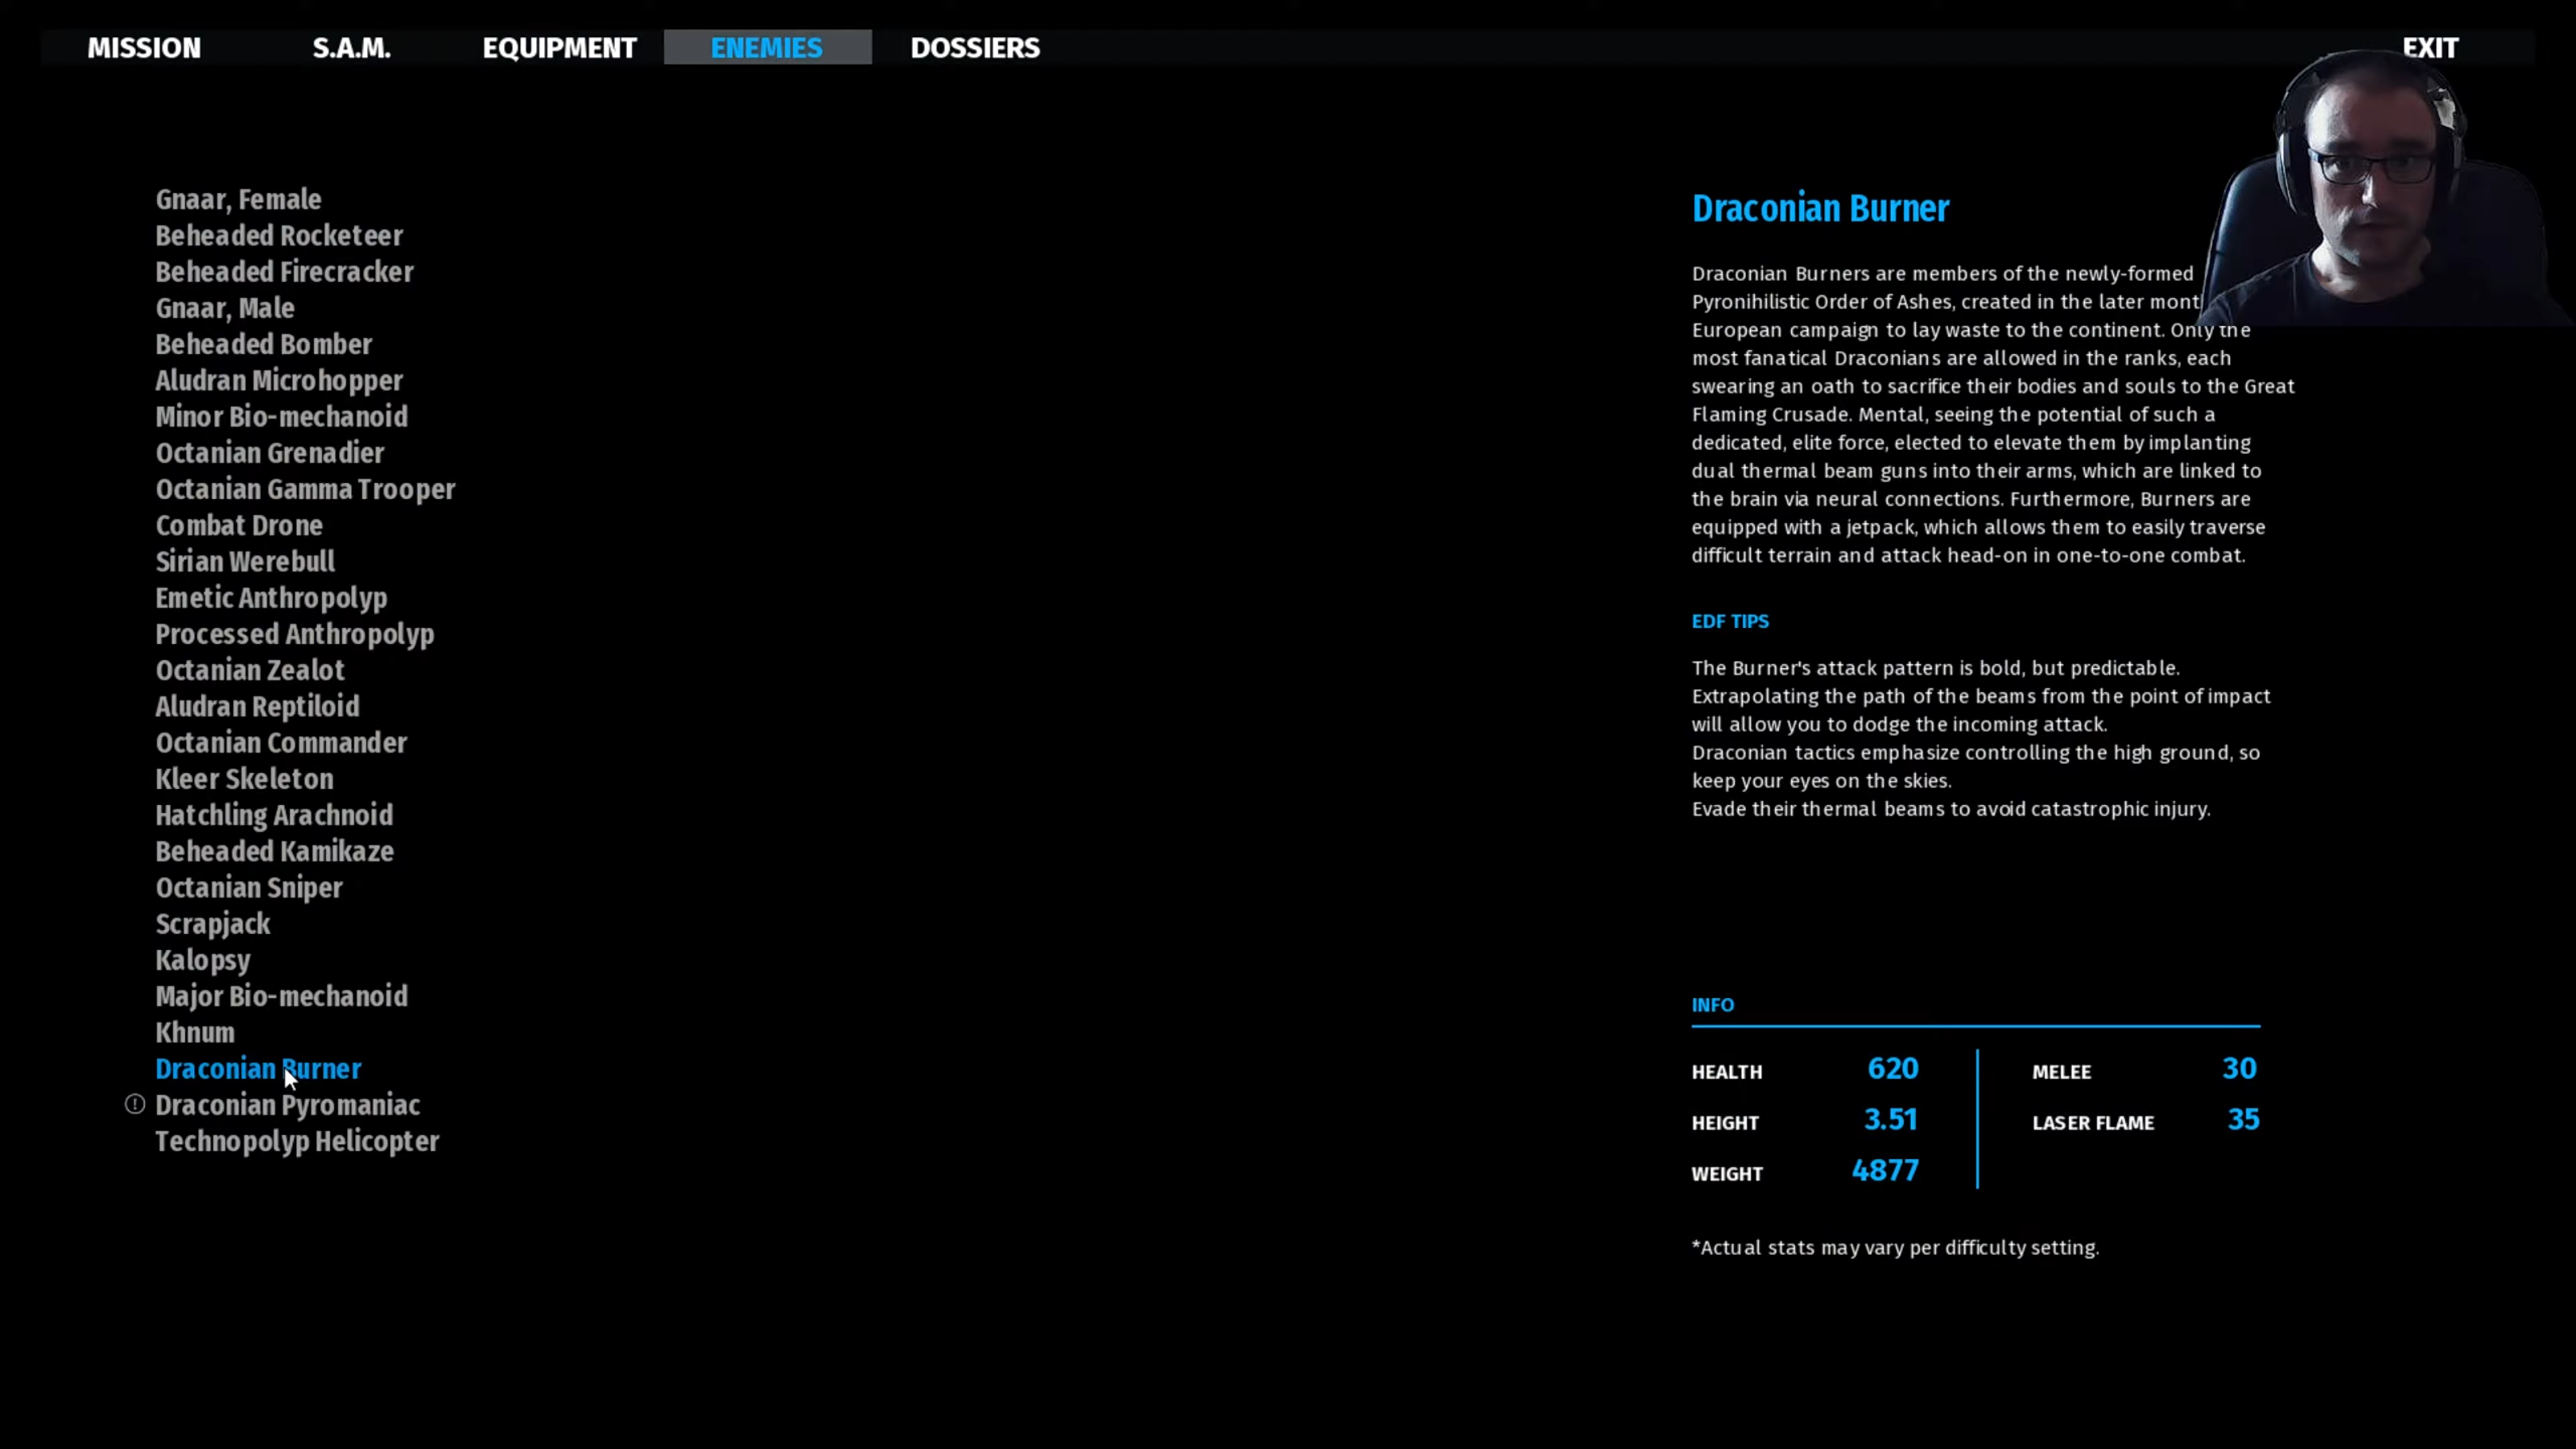 MISSION S.A.M. EQUIPMENT ENEMIES DOSSIERS EXIT
Gnaar, Female
Beheaded Rocketeer
Beheaded Firecracker
Gnaar, Male
Beheaded Bomber
Aludran Microhopper
Minor Bio-mechanoid
Octanian Grenadier
Octanian Gamma Trooper
Combat Drone
Sirian Werebull
Emetic Anthropolyp
Processed Anthropolyp
Octanian Zealot
Aludran Reptiloid
Octanian Commander
Kleer Skeleton
Hatchling Arachnoid
Beheaded Kamikaze
Octanian Sniper
Scrapjack
Kalopsy
Major Bio-mechanoid
Khnum
Draconian Burner
Draconian Pyromaniac
Technopolyp Helicopter
Draconian Burner
Draconian Burners are members of the newly-formed
Pyronihilistic Order of Ashes, created in the later
European campaign to lay waste to the continent. Only the
most fanatical Draconians are allowed in the ranks, each
swearing an oath to sacrifice their bodies and souls to the Great
Flaming Crusade. Mental, seeing the potential of such a
dedicated, elite force, elected to elevate them by implanting
dual thermal beam guns into their arms, which are linked to
the brain via neural connections. Furthermore, Burners are
equipped with a jetpack, which allows them to easily traverse
difficult terrain and attack head-on in one-to-one combat.
EDF TIPS
The Burner's attack pattern is bold, but predictable.
Extrapolating the path of the beams from the point of impact
will allow you to dodge the incoming attack.
Draconian tactics emphasize controlling the high ground, so
keep your eyes on the skies.
Evade their thermal beams to avoid catastrophic injury.
INFO
HEALTH 620 MELEE 30
HEIGHT 3.51 LASER FLAME 35
WEIGHT 4877
*Actual stats may vary per difficulty setting.